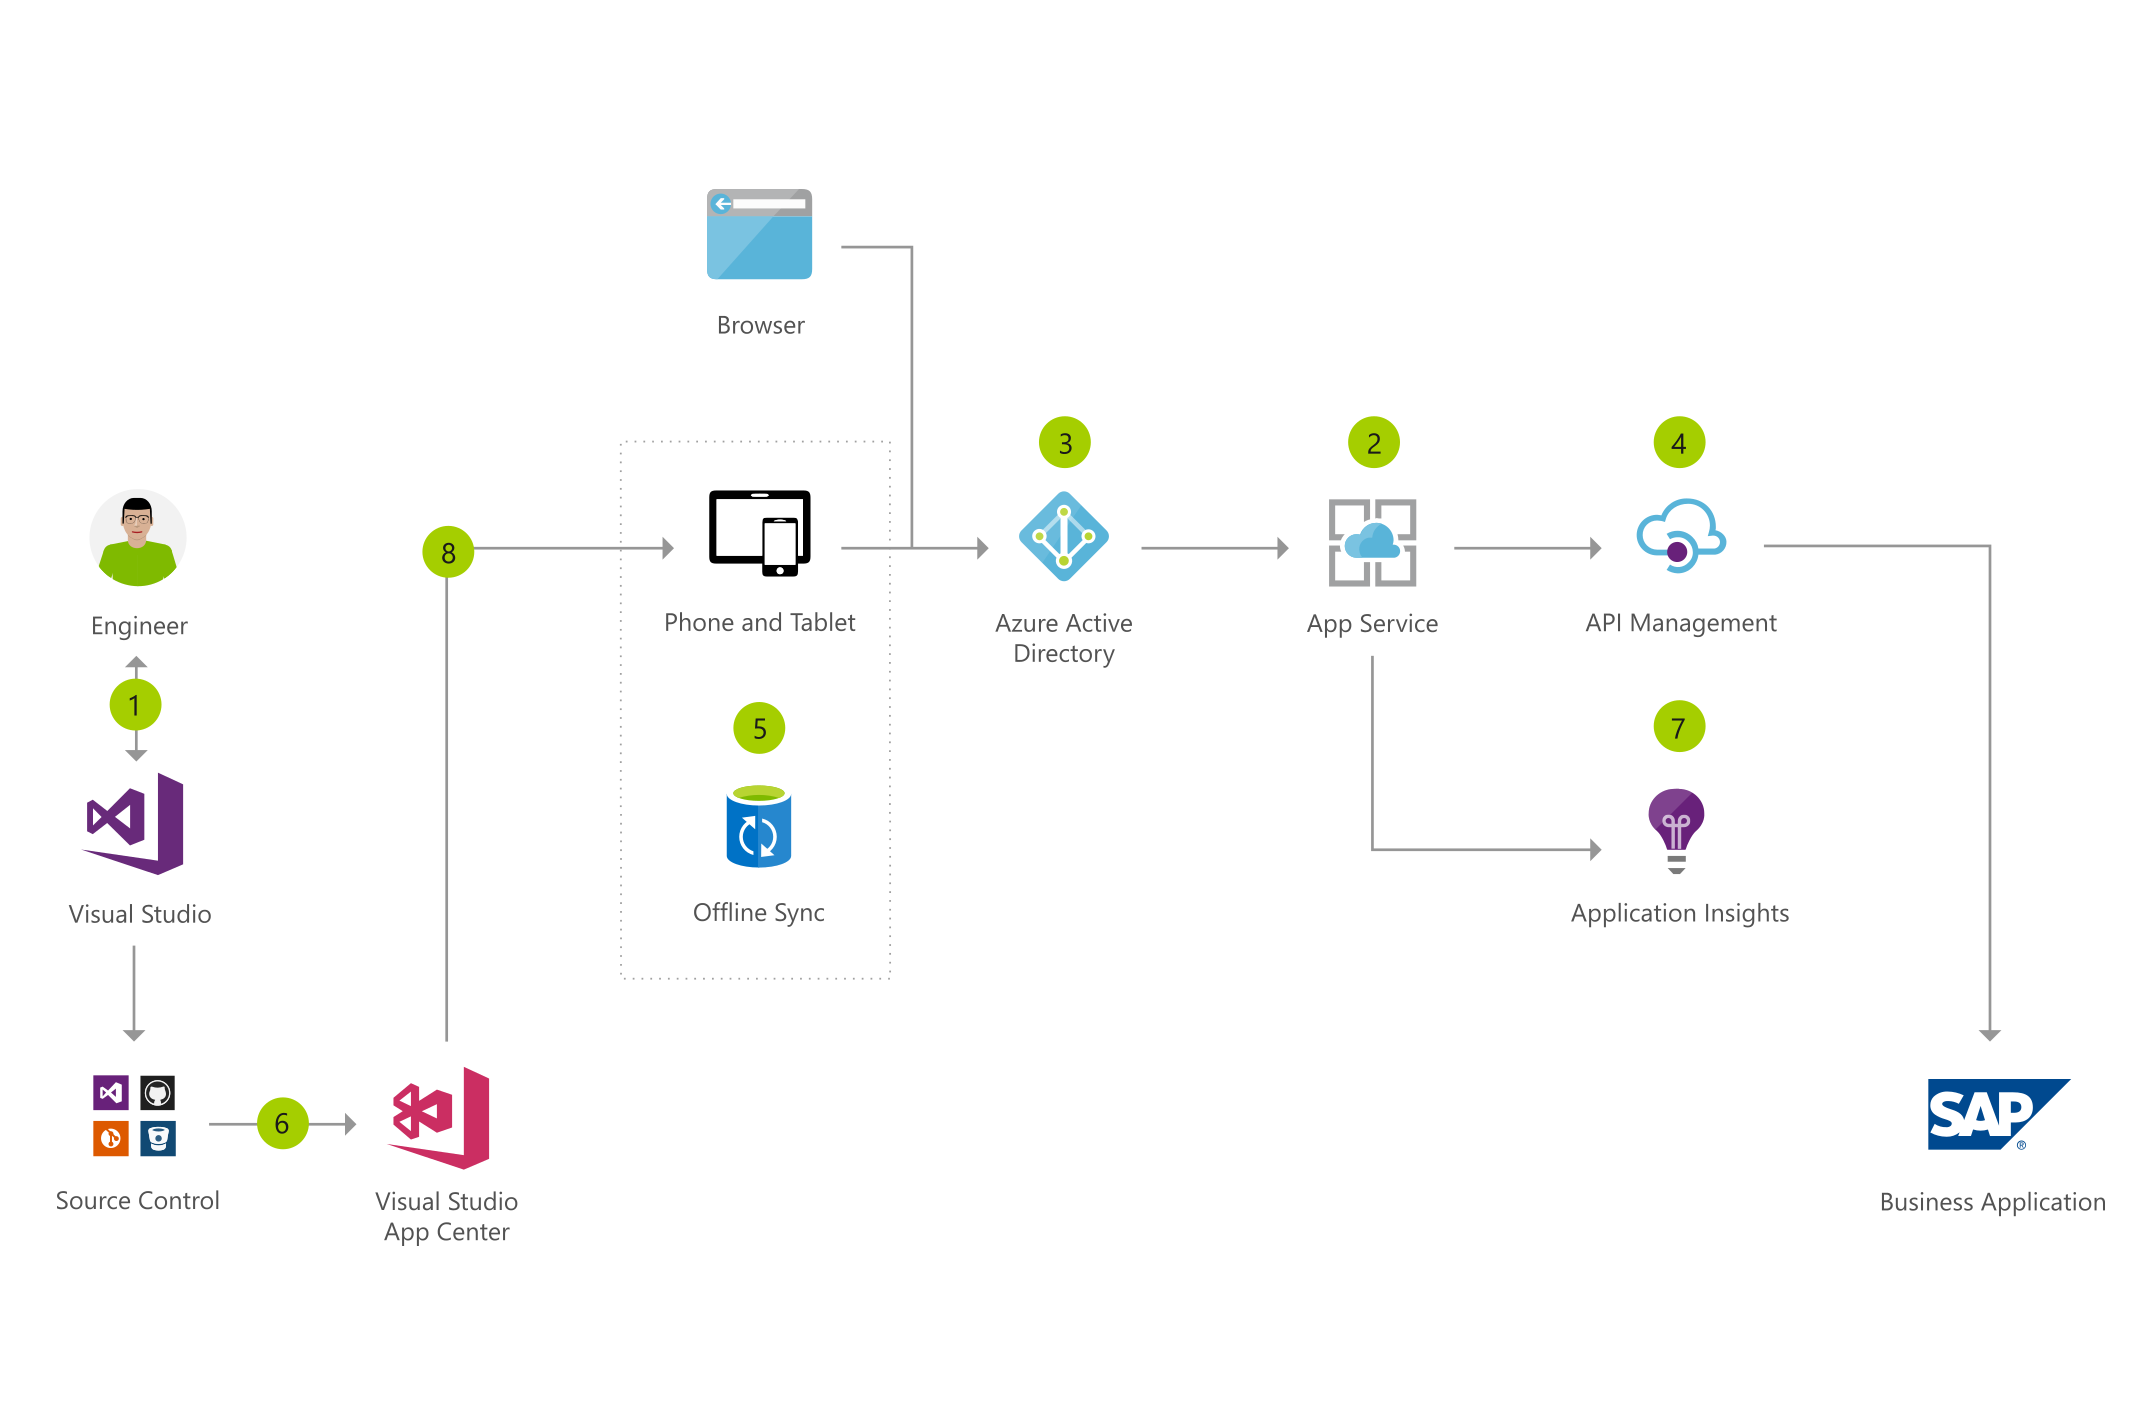 Browser
3
2
4
8
Engineer
Phone and Tablet
Azure Active
Directory
App Service
API Management
1
5
7
Visual Studio
Offline Sync
Application Insights
6
SAP
®
Source Control
Visual Studio
App Center
Business Application